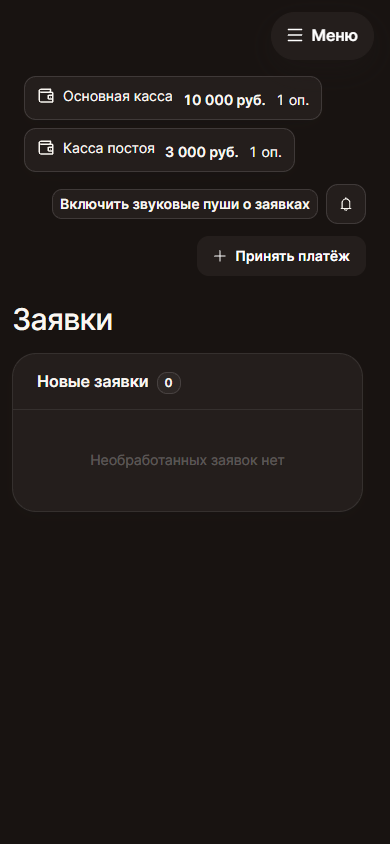 Меню
Основная касса 10 000 руб. 1 оп.
Касса постоя 3 000 руб. 1 оп.
Включить звуковые пуши о заявках
Принять платёж
Заявки
Новые заявки 0
Необработанных заявок нет